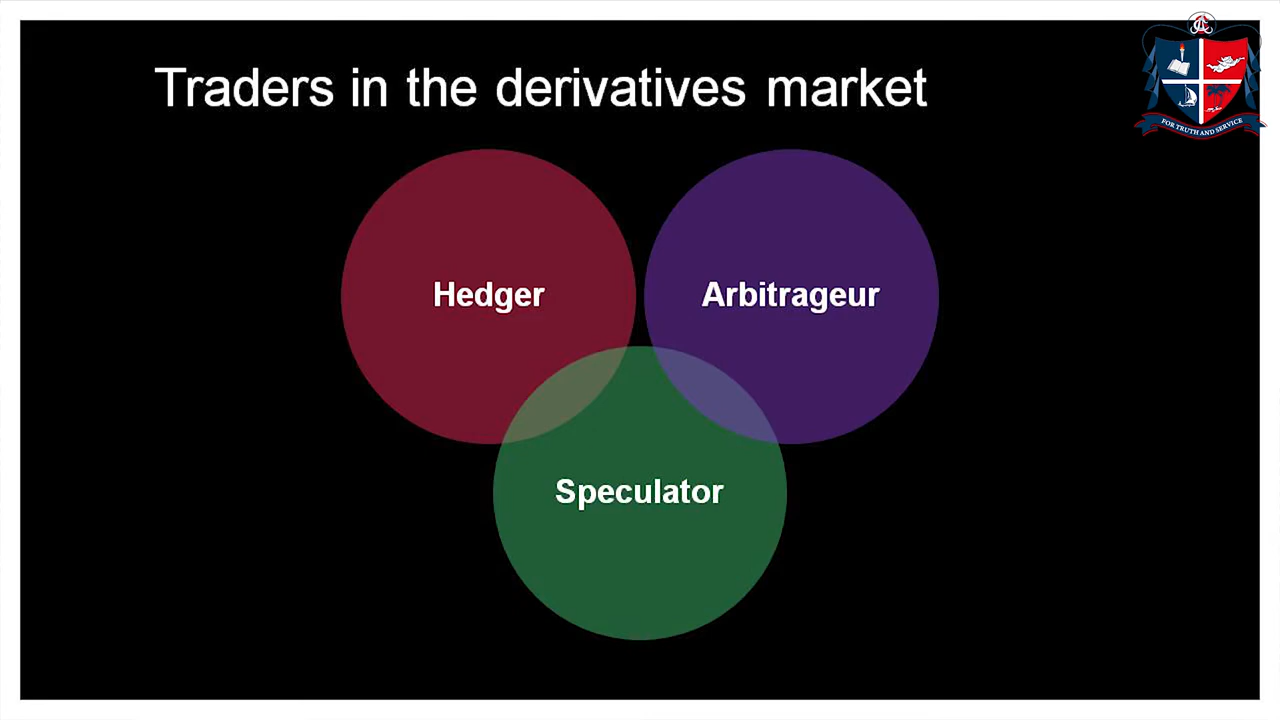 Traders in the derivatives market
FOR TRUTH AND SERVICE
Hedger
Arbitrageur
Speculator